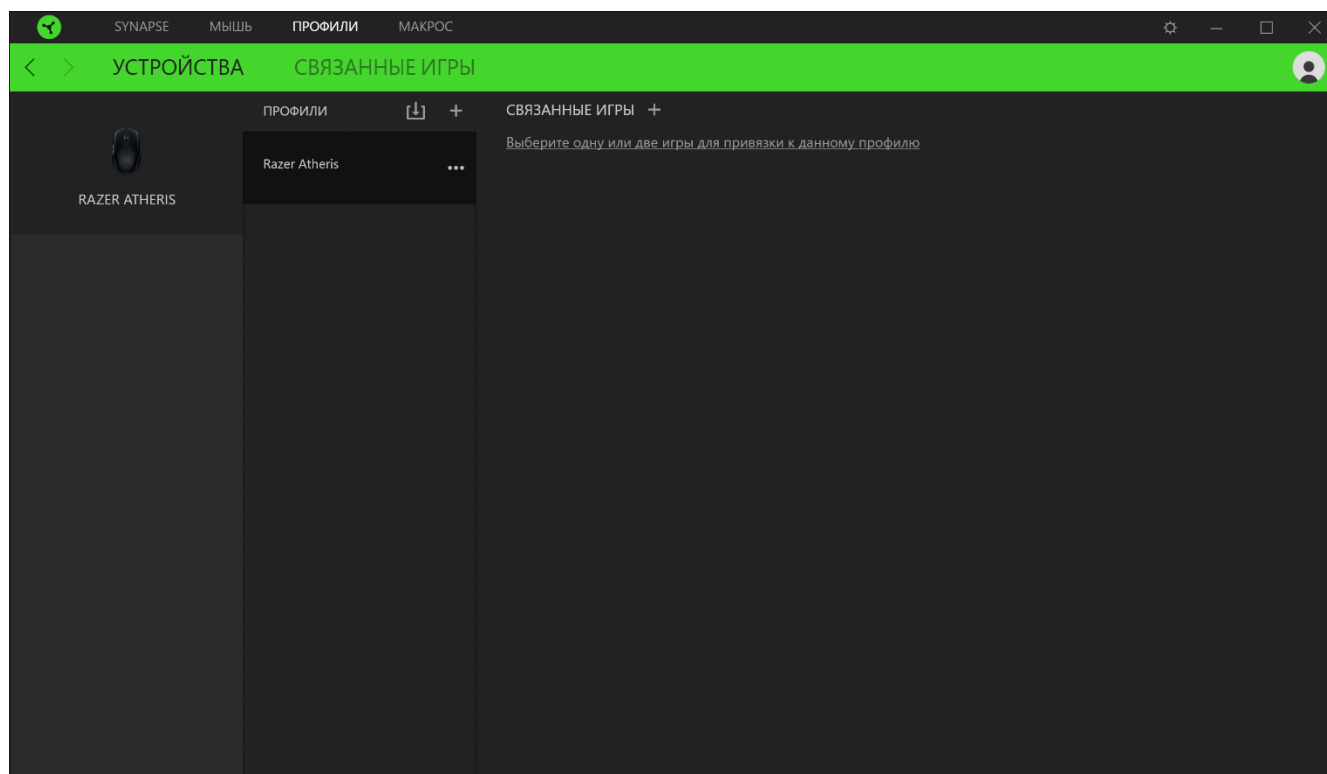 SYNAPSE МЫШЬ ПРОФИЛИ МАКРОС
УСТРОЙСТВА СВЯЗАННЫЕ ИГРЫ
ПРОФИЛИ
СВЯЗАННЫЕ ИГРЫ
Выберите одну или две игры для привязки к данному профилю
Razer Atheris
RAZER ATHERIS